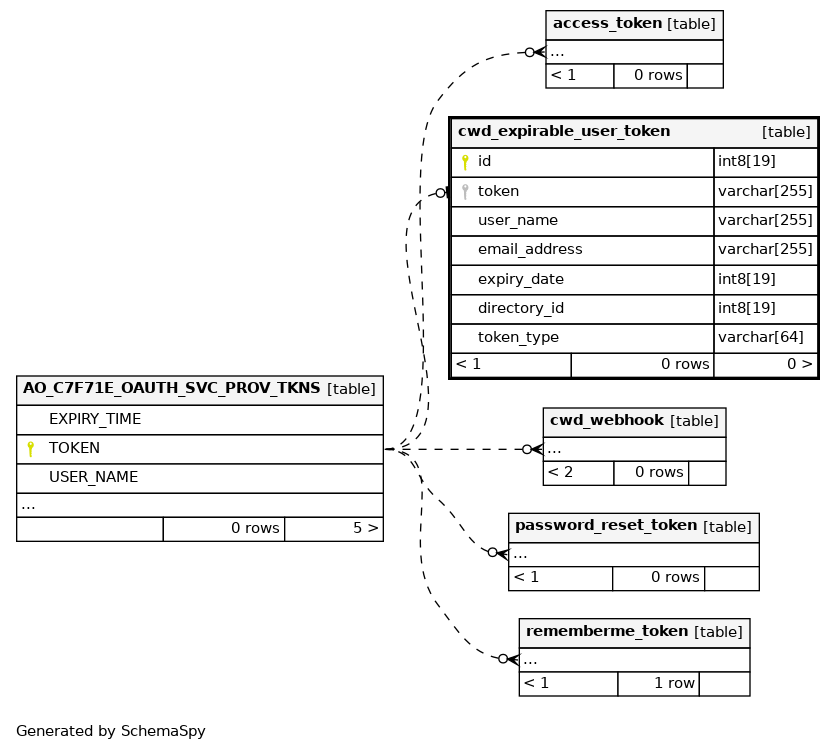 access_token [table]
...
< 1 0 rows
cwd_expirable_user_token [table]
id int8[19]
token varchar[255]
user_name varchar[255]
email_address varchar[255]
expiry_date int8[19]
directory_id int8[19]
token_type varchar[64]
< 1 0 rows 0 >
AO_C7F71E_OAUTH_SVC_PROV_TKNS [table]
EXPIRY_TIME
TOKEN
USER_NAME
...
0 rows 5 >
cwd_webhook [table]
...
< 2 0 rows
password_reset_token [table]
...
< 1 0 rows
rememberme_token [table]
...
< 1 1 row
Generated by SchemaSpy